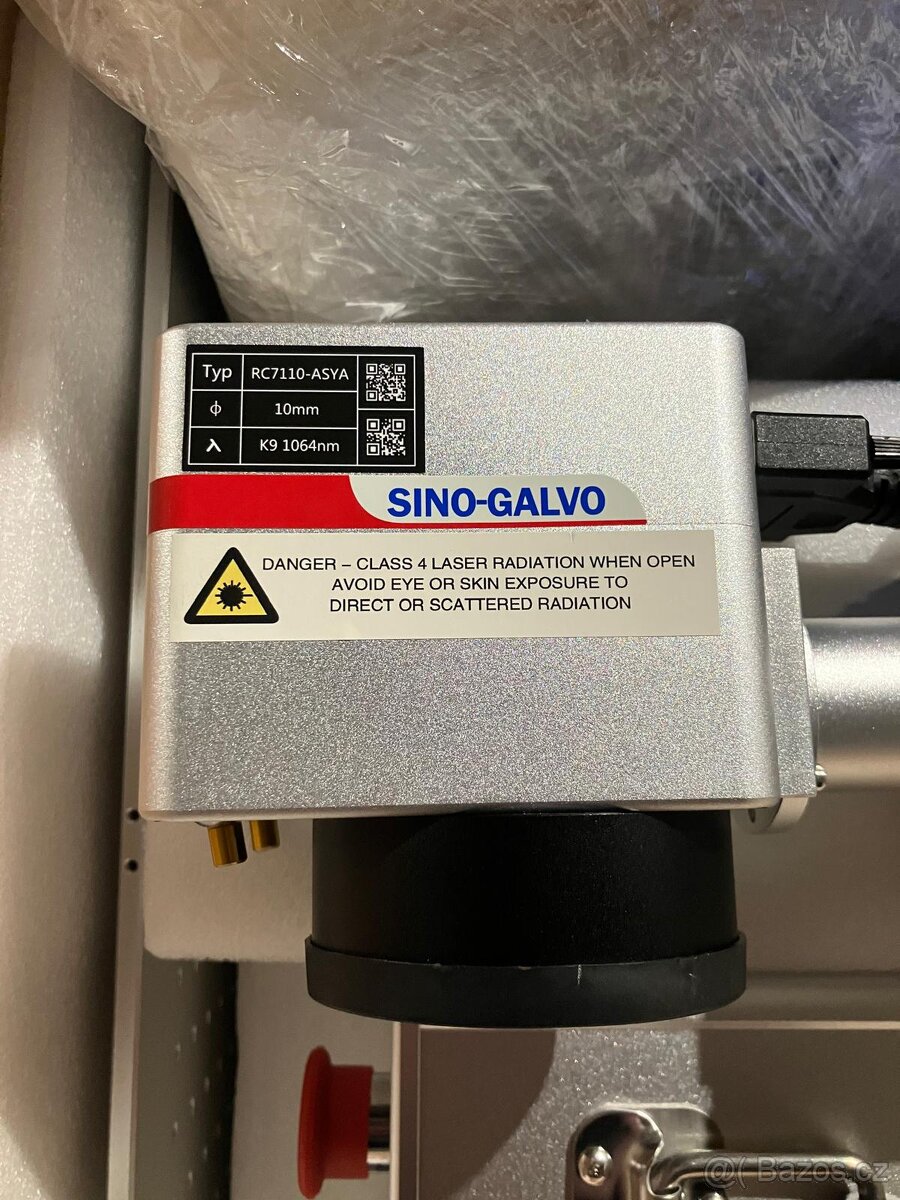 Typ RC7110-ASYA
ϕ 10mm
λ K9 1064nm
SINO-GALVO
DANGER – CLASS 4 LASER RADIATION WHEN OPEN
AVOID EYE OR SKIN EXPOSURE TO
DIRECT OR SCATTERED RADIATION
@( Bazos.cz